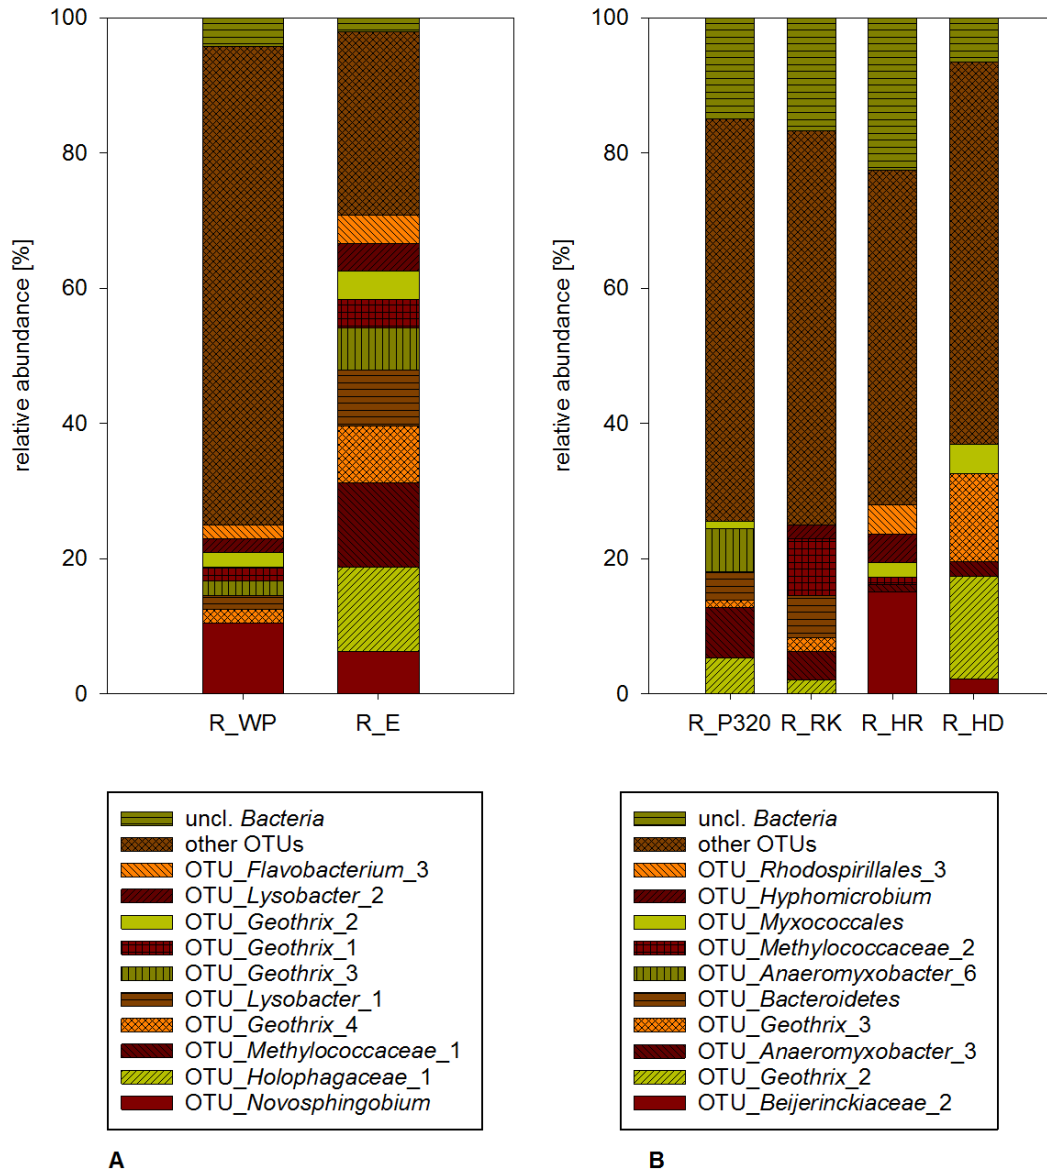 100
80
60
40
20
0
relative abundance [%]
R_WP
R_E
uncl. Bacteria
other OTUs
OTU_Flavobacterium_3
OTU_Lysobacter_2
OTU_Geothrix_2
OTU_Geothrix_1
OTU_Geothrix_3
OTU_Lysobacter_1
OTU_Geothrix_4
OTU_Methylococcaceae_1
OTU_Holophagaceae_1
OTU_Novosphingobium
A
100
80
60
40
20
0
relative abundance [%]
R_P320
R_RK
R_HR
R_HD
uncl. Bacteria
other OTUs
OTU_Rhodospirillales_3
OTU_Hyphomicrobium
OTU_Myxococcales
OTU_Methylococcaceae_2
OTU_Anaeromyxobacter_6
OTU_Bacteroidetes
OTU_Geothrix_3
OTU_Anaeromyxobacter_3
OTU_Geothrix_2
OTU_Beijerinckiaceae_2
B